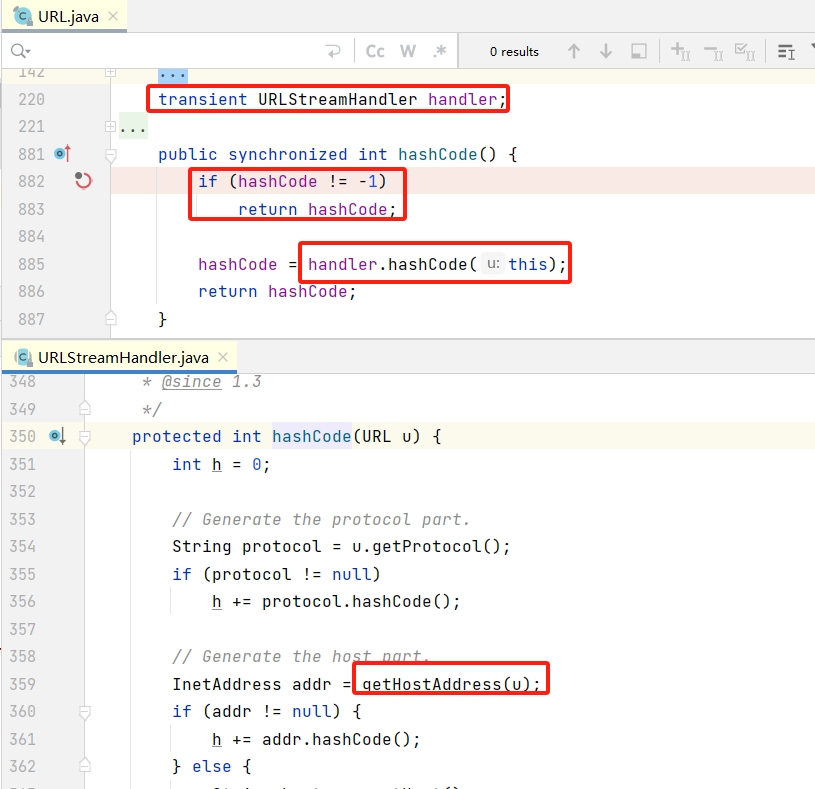 URL.java ×
Cc W .* 0 results
142 ...
220 transient URLStreamHandler handler;
221 ...
881 public synchronized int hashCode() {
882 if (hashCode != -1)
883 return hashCode;
884
885 hashCode = handler.hashCode( u: this);
886 return hashCode;
887 }
URLStreamHandler.java ×
348 * @since 1.3
349 */
350 protected int hashCode(URL u) {
351 int h = 0;
352
353 // Generate the protocol part.
354 String protocol = u.getProtocol();
355 if (protocol != null)
356 h += protocol.hashCode();
357
358 // Generate the host part.
359 InetAddress addr = getHostAddress(u);
360 if (addr != null) {
361 h += addr.hashCode();
362 } else {